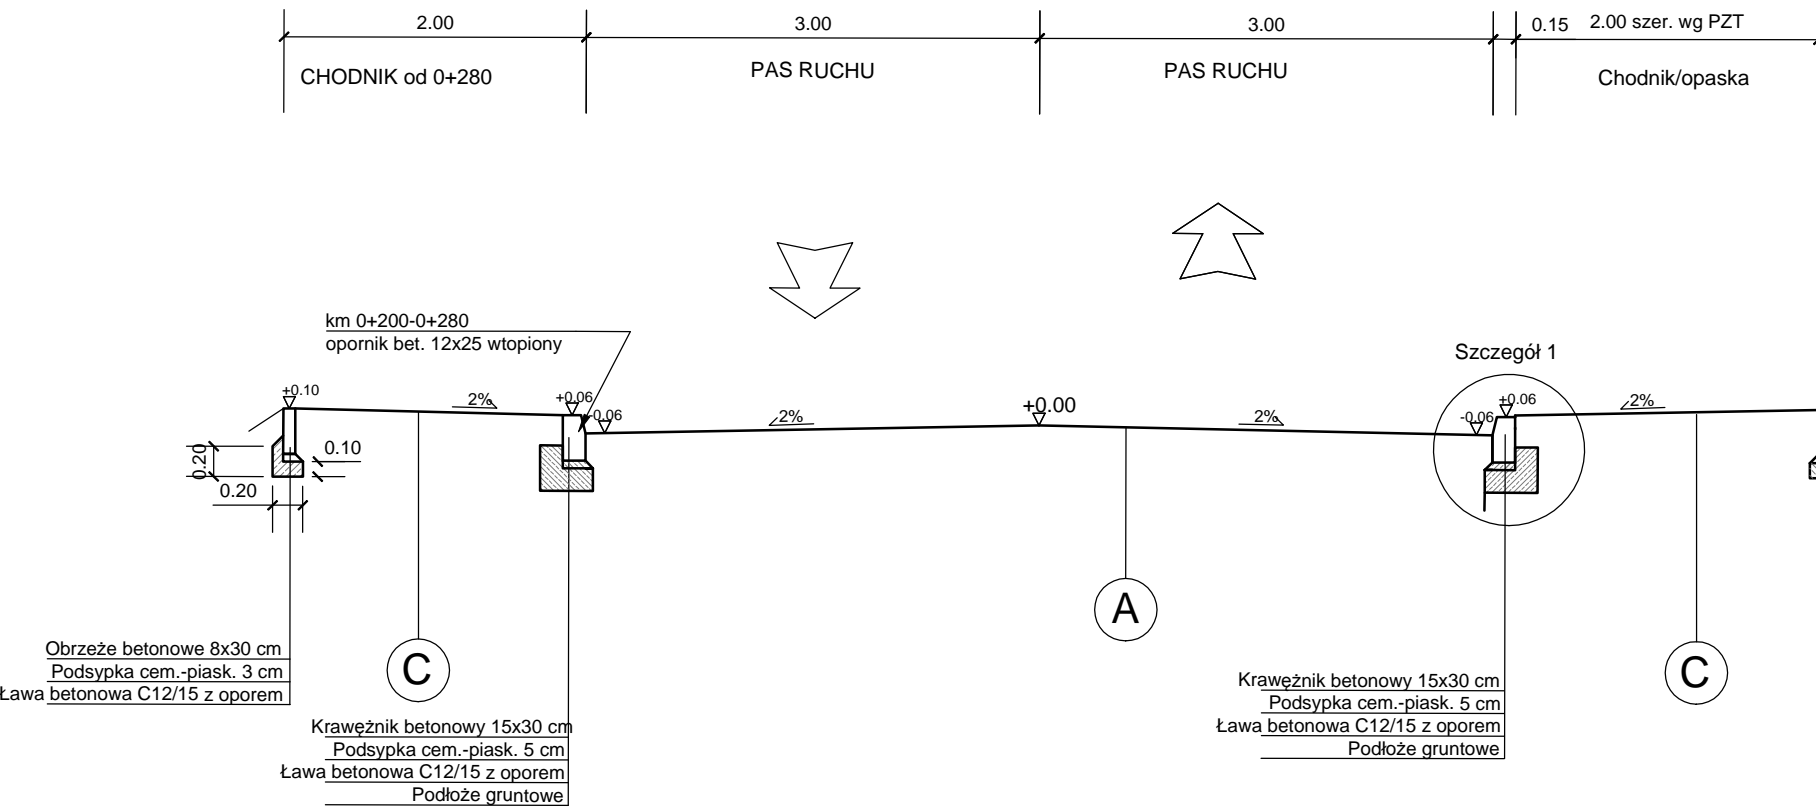 2.00
3.00
3.00
0.15
2.00 szer. wg PZT
CHODNIK od 0+280
PAS RUCHU
PAS RUCHU
Chodnik/opaska
km 0+200-0+280
opornik bet. 12x25 wtopiony
Szczegół 1
+0.10
2%
+0.06
-0.06
2%
+0.00
2%
-0.06
+0.06
2%
0.20
0.10
0.20
A
C
C
Obrzeże betonowe 8x30 cm
Podsypka cem.-piask. 3 cm
Ława betonowa C12/15 z oporem
Krawężnik betonowy 15x30 cm
Podsypka cem.-piask. 5 cm
Ława betonowa C12/15 z oporem
Podłoże gruntowe
Krawężnik betonowy 15x30 cm
Podsypka cem.-piask. 5 cm
Ława betonowa C12/15 z oporem
Podłoże gruntowe